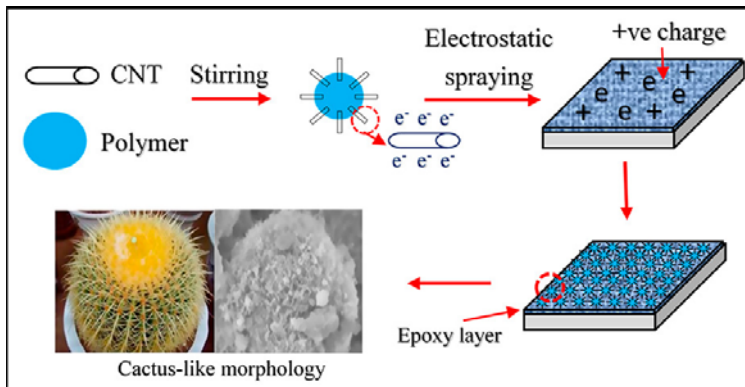 CNT
Stirring
Polymer
e⁻ e⁻ e⁻
e⁻ e⁻ e⁻
Electrostatic
spraying
+ve charge
+ + +
e e
+ e + e +
Epoxy layer
Cactus-like morphology